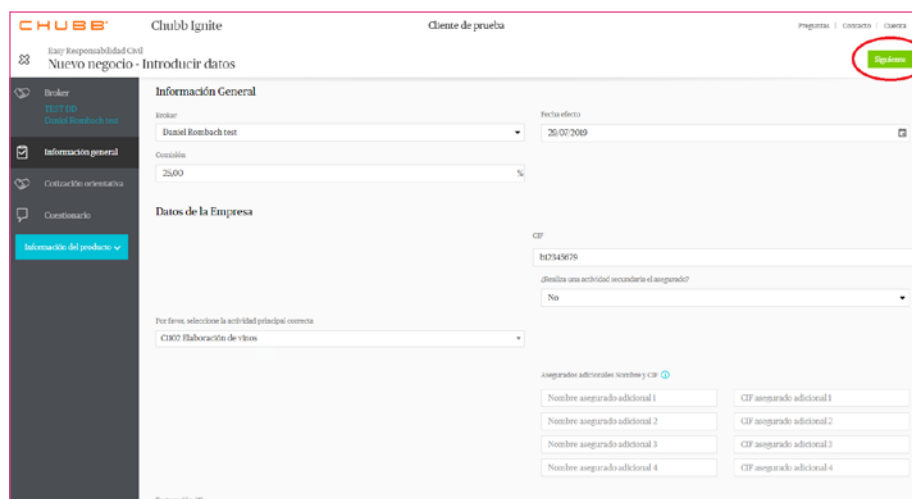 CHUBB
Chubb Ignite
Cliente de prueba
Preguntas | Contacto | Cuenta
Easy Responsabilidad Civil
Nuevo negocio - Introducir datos
Siguiente
Broker
TEST DD
Daniel Rombach test
Información general
Cotización orientativa
Cuestionario
Información del producto
Información General
Broker
Daniel Rombach test
Fecha efecto
29/07/2019
Comisión
25,00 %
Datos de la Empresa
CIF
b12345679
¿Realiza una actividad secundaria el asegurado?
No
Por favor, seleccione la actividad principal correcta
C1102 Elaboración de vinos
Asegurados adicionales Nombre y CIF
Nombre asegurado adicional 1 CIF asegurado adicional 1
Nombre asegurado adicional 2 CIF asegurado adicional 2
Nombre asegurado adicional 3 CIF asegurado adicional 3
Nombre asegurado adicional 4 CIF asegurado adicional 4